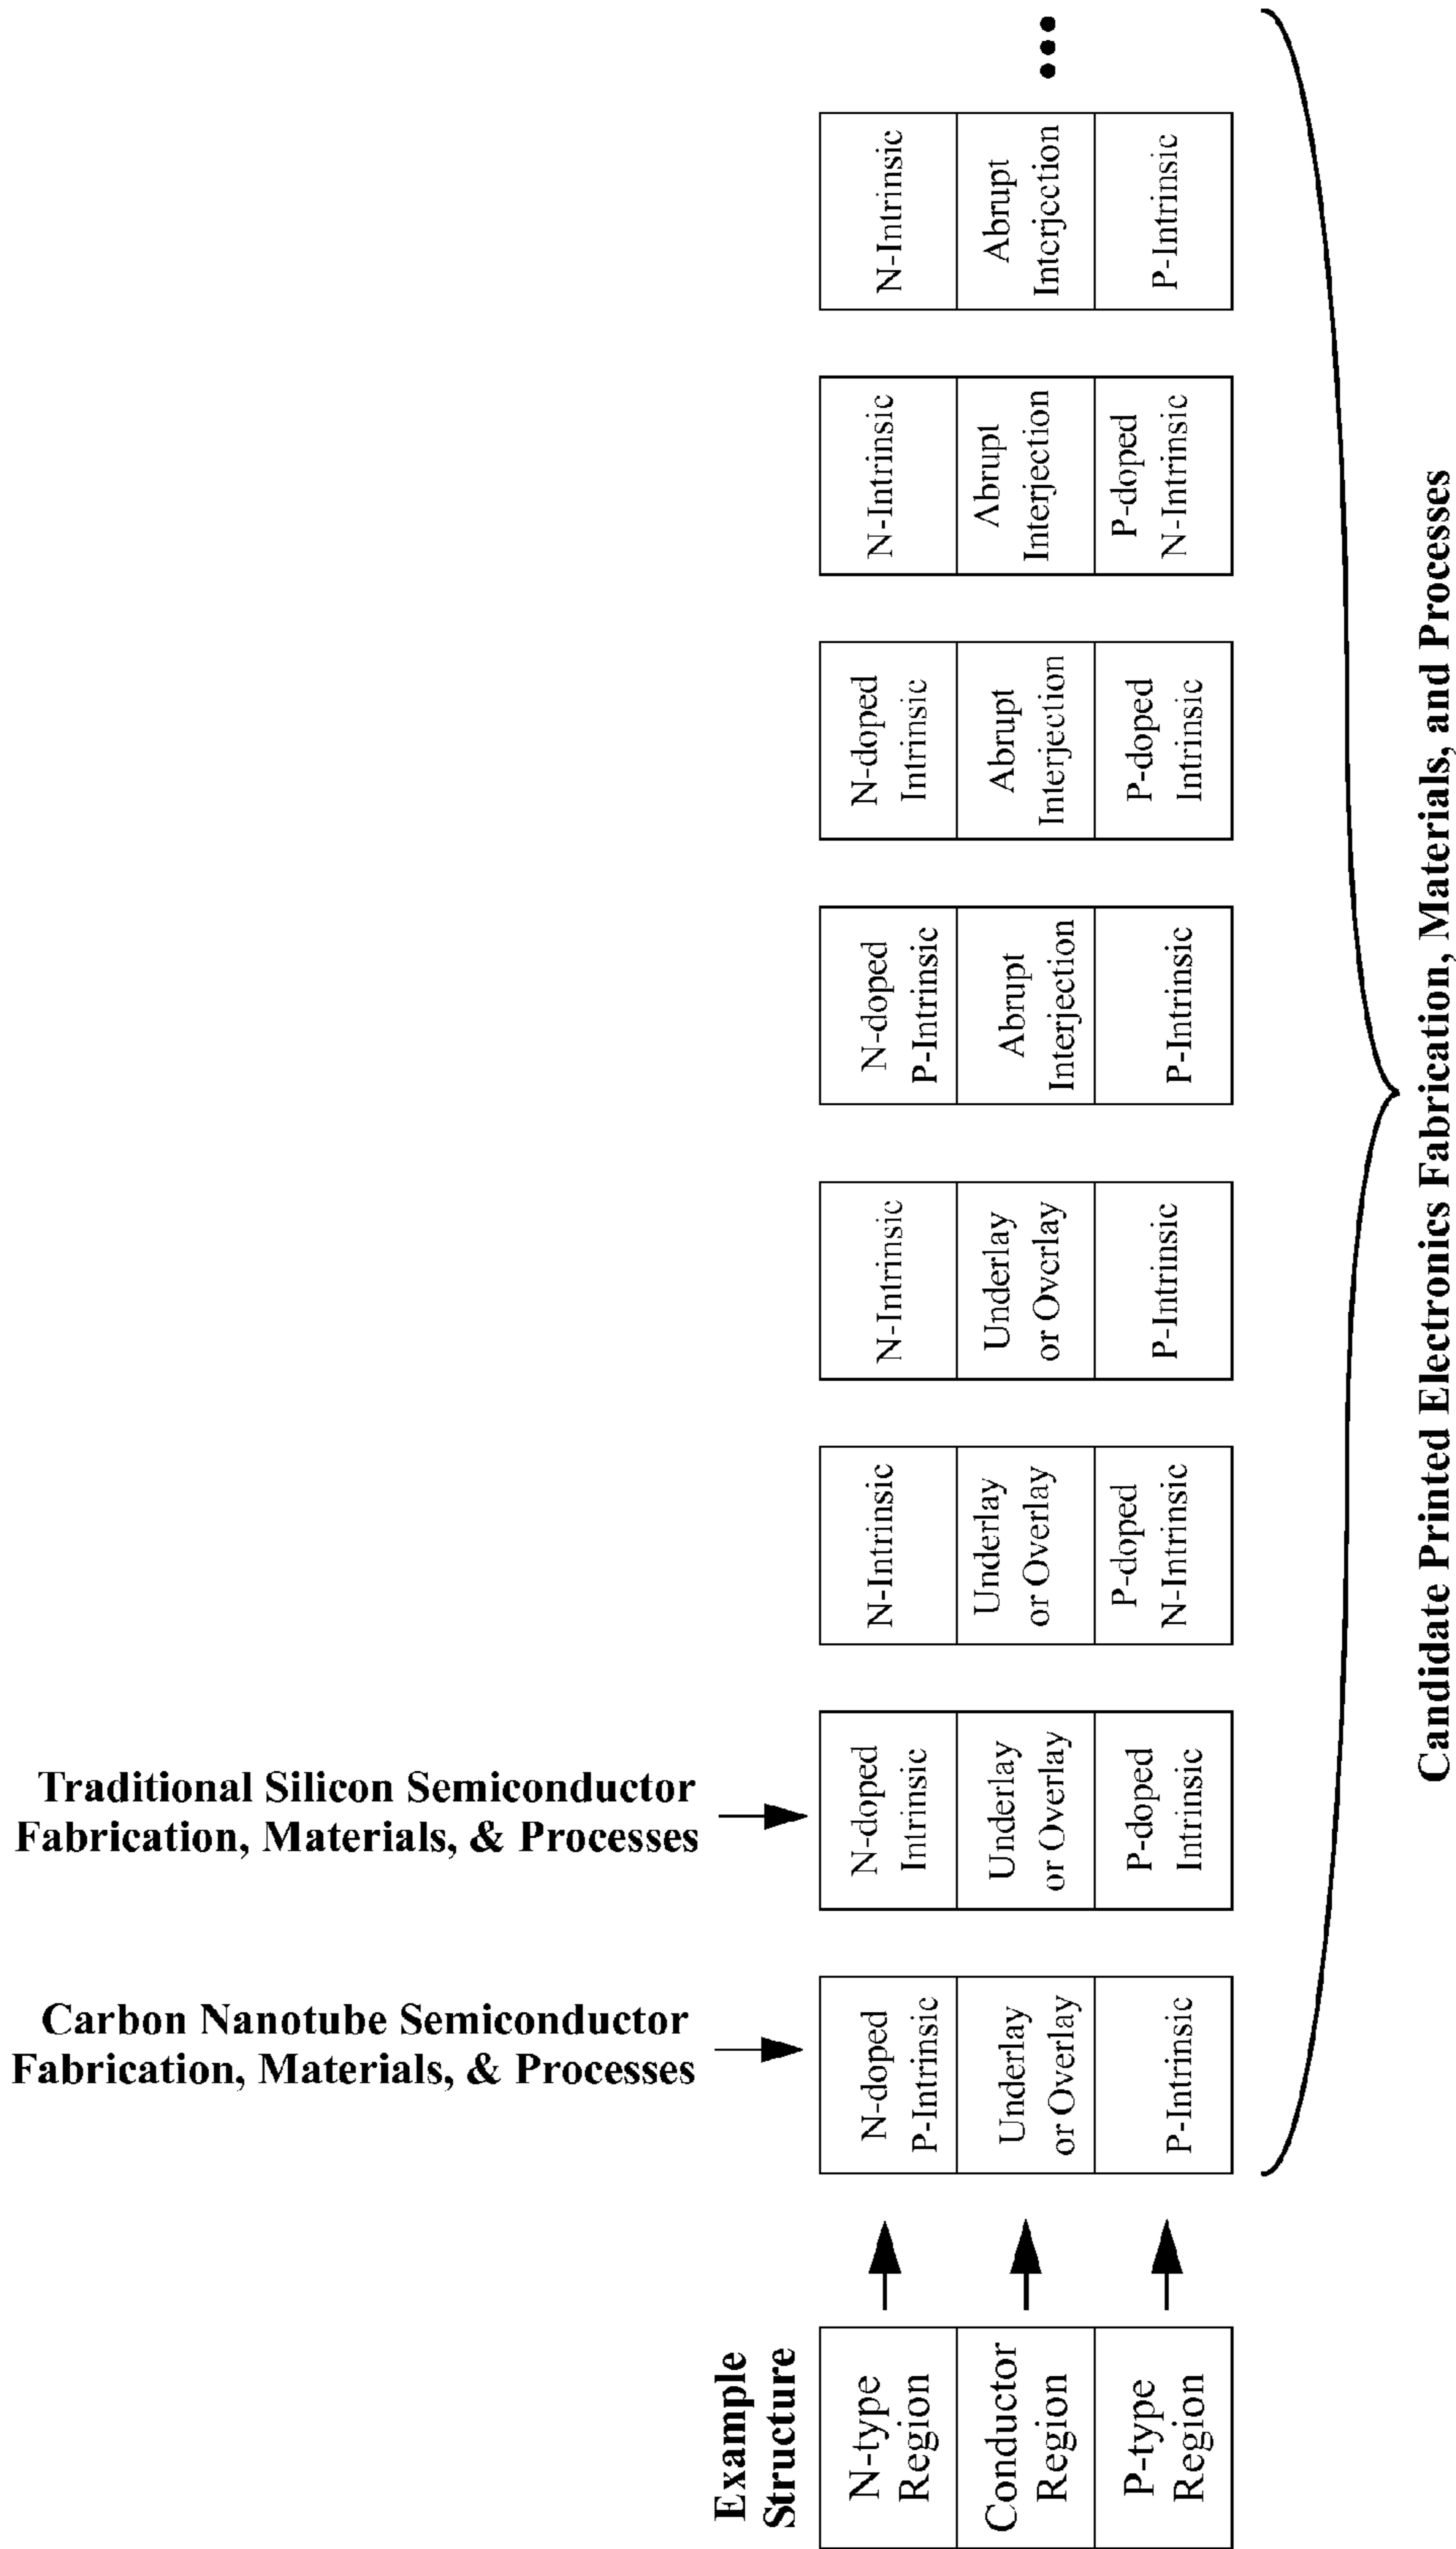 Traditional Silicon Semiconductor
Fabrication, Materials, & Processes
Carbon Nanotube Semiconductor
Fabrication, Materials, & Processes
Example
Structure
N-type
Region
Conductor
Region
P-type
Region
N-doped
P-Intrinsic
Underlay
or Overlay
P-Intrinsic
N-doped
Intrinsic
Underlay
or Overlay
P-doped
Intrinsic
N-Intrinsic
Underlay
or Overlay
P-doped
N-Intrinsic
N-Intrinsic
Underlay
or Overlay
P-Intrinsic
N-doped
P-Intrinsic
Abrupt
Interjection
P-Intrinsic
N-doped
Intrinsic
Abrupt
Interjection
P-doped
Intrinsic
N-Intrinsic
Abrupt
Interjection
P-doped
N-Intrinsic
N-Intrinsic
Abrupt
Interjection
P-Intrinsic
...
Candidate Printed Electronics Fabrication, Materials, and Processes